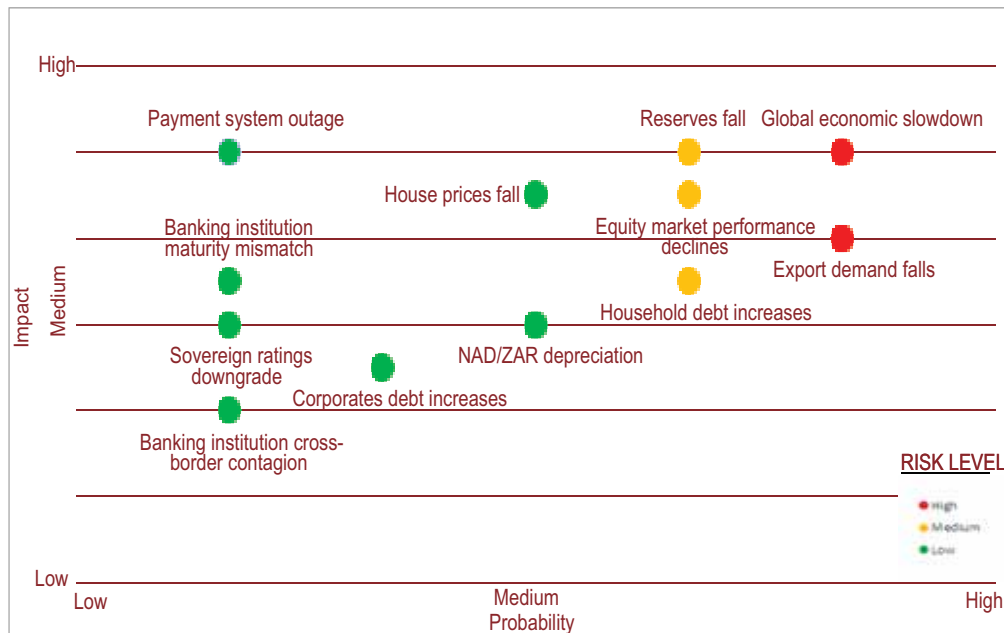 High
Payment system outage
Reserves fall
Global economic slowdown
House prices fall
Banking institution
maturity mismatch
Equity market performance
declines
Export demand falls
Impact
Medium
Household debt increases
Sovereign ratings
downgrade
NAD/ZAR depreciation
Corporates debt increases
Banking institution cross-
border contagion
RISK LEVEL
High
Medium
Low
Low
Low
Medium
High
Probability